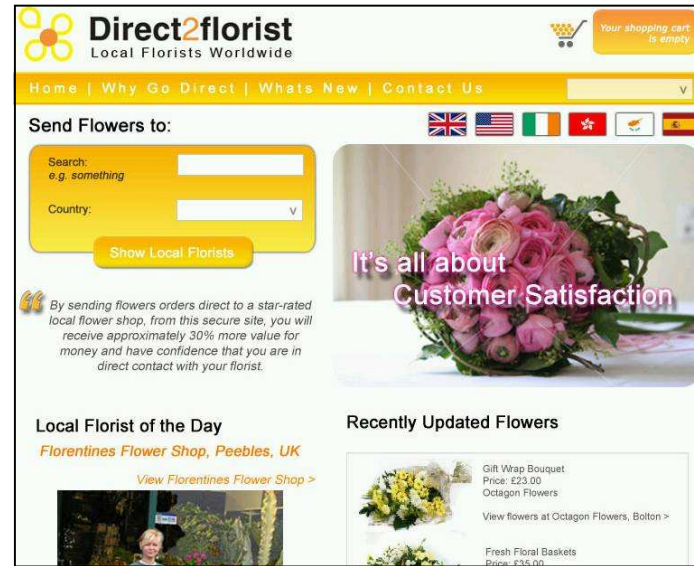 Direct2florist
Local Florists Worldwide
Your shopping cart
is empty
Home | Why Go Direct | Whats New | Contact Us
Send Flowers to:
Search:
e.g. something
Country:
Show Local Florists
It's all about
Customer Satisfaction
By sending flowers orders direct to a star-rated
local flower shop, from this secure site, you will
receive approximately 30% more value for
money and have confidence that you are in
direct contact with your florist.
Local Florist of the Day
Florentines Flower Shop, Peebles, UK
View Florentines Flower Shop >
Recently Updated Flowers
Gift Wrap Bouquet
Price: £23.00
Octagon Flowers
View flowers at Octagon Flowers, Bolton >
Fresh Floral Baskets
Price: £35.00